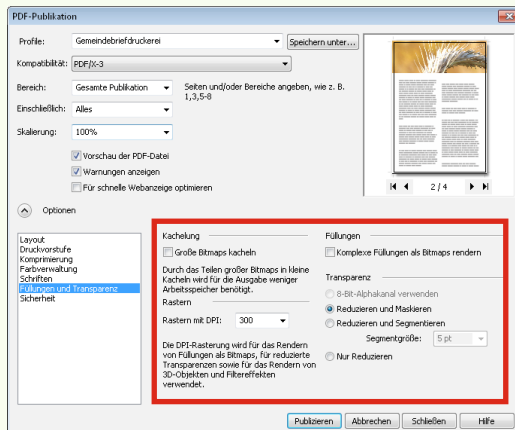 PDF-Publikation
Profile: Gemeindebriefdruckerei Speichern unter...
Kompatibilität: PDF/X-3
Bereich: Gesamte Publikation Seiten und/oder Bereiche angeben, wie z. B.
1,3,5-8
Einschließlich: Alles
Skalierung: 100%
Vorschau der PDF-Datei
Warnungen anzeigen
Für schnelle Webanzeige optimieren
2 / 4
Optionen
Layout
Druckvorstufe
Komprimierung
Farbverwaltung
Schriften
Füllungen und Transparenz
Sicherheit
Kachelung
Große Bitmaps kacheln
Durch das Teilen großer Bitmaps in kleine
Kacheln wird für die Ausgabe weniger
Arbeitsspeicher benötigt.
Rastern
Rastern mit DPI: 300
Die DPI-Rasterung wird für das Rendern
von Füllungen als Bitmaps, für reduzierte
Transparenzen sowie für das Rendern von
3D-Objekten und Filtereffekten
verwendet.
Füllungen
Komplexe Füllungen als Bitmaps rendern
Transparenz
8-Bit-Alphakanal verwenden
Reduzieren und Maskieren
Reduzieren und Segmentieren
Segmentgröße: 5 pt
Nur Reduzieren
Publizieren Abbrechen Schließen Hilfe